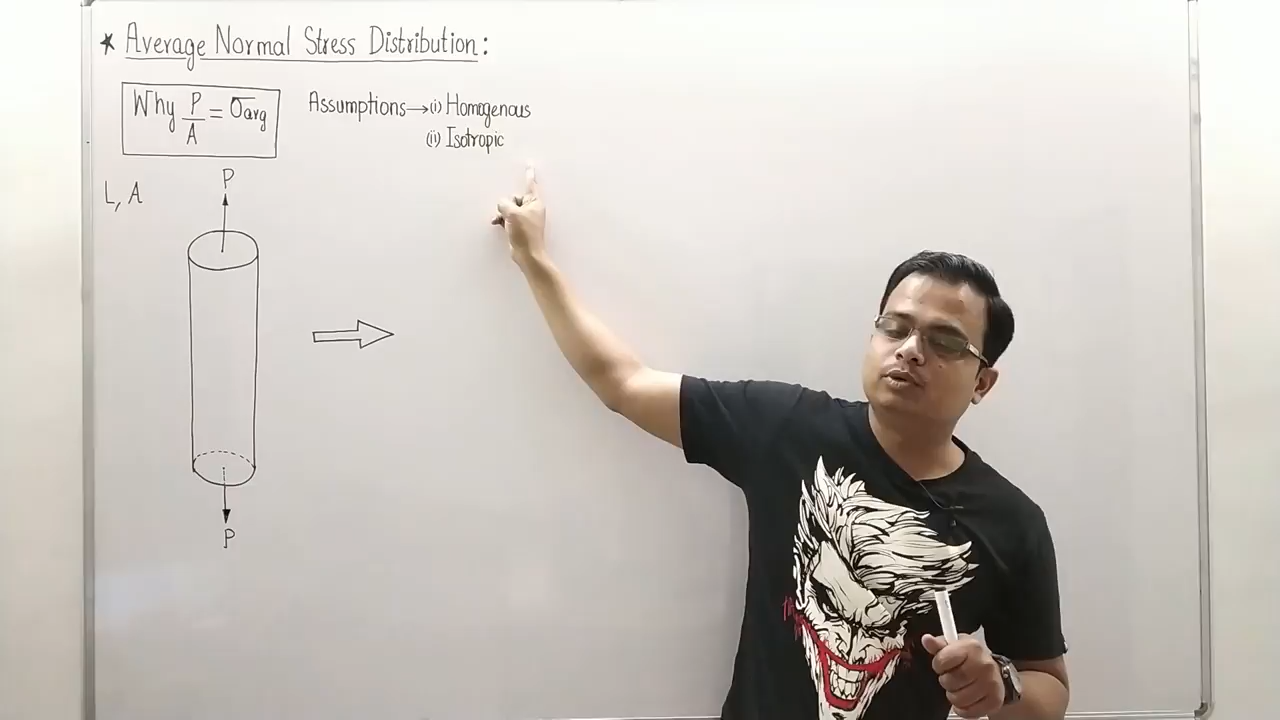 ★ Average Normal Stress Distribution:
Why P/A = σavg
Assumptions→(i) Homogenous
(ii) Isotropic
L, A
P
P